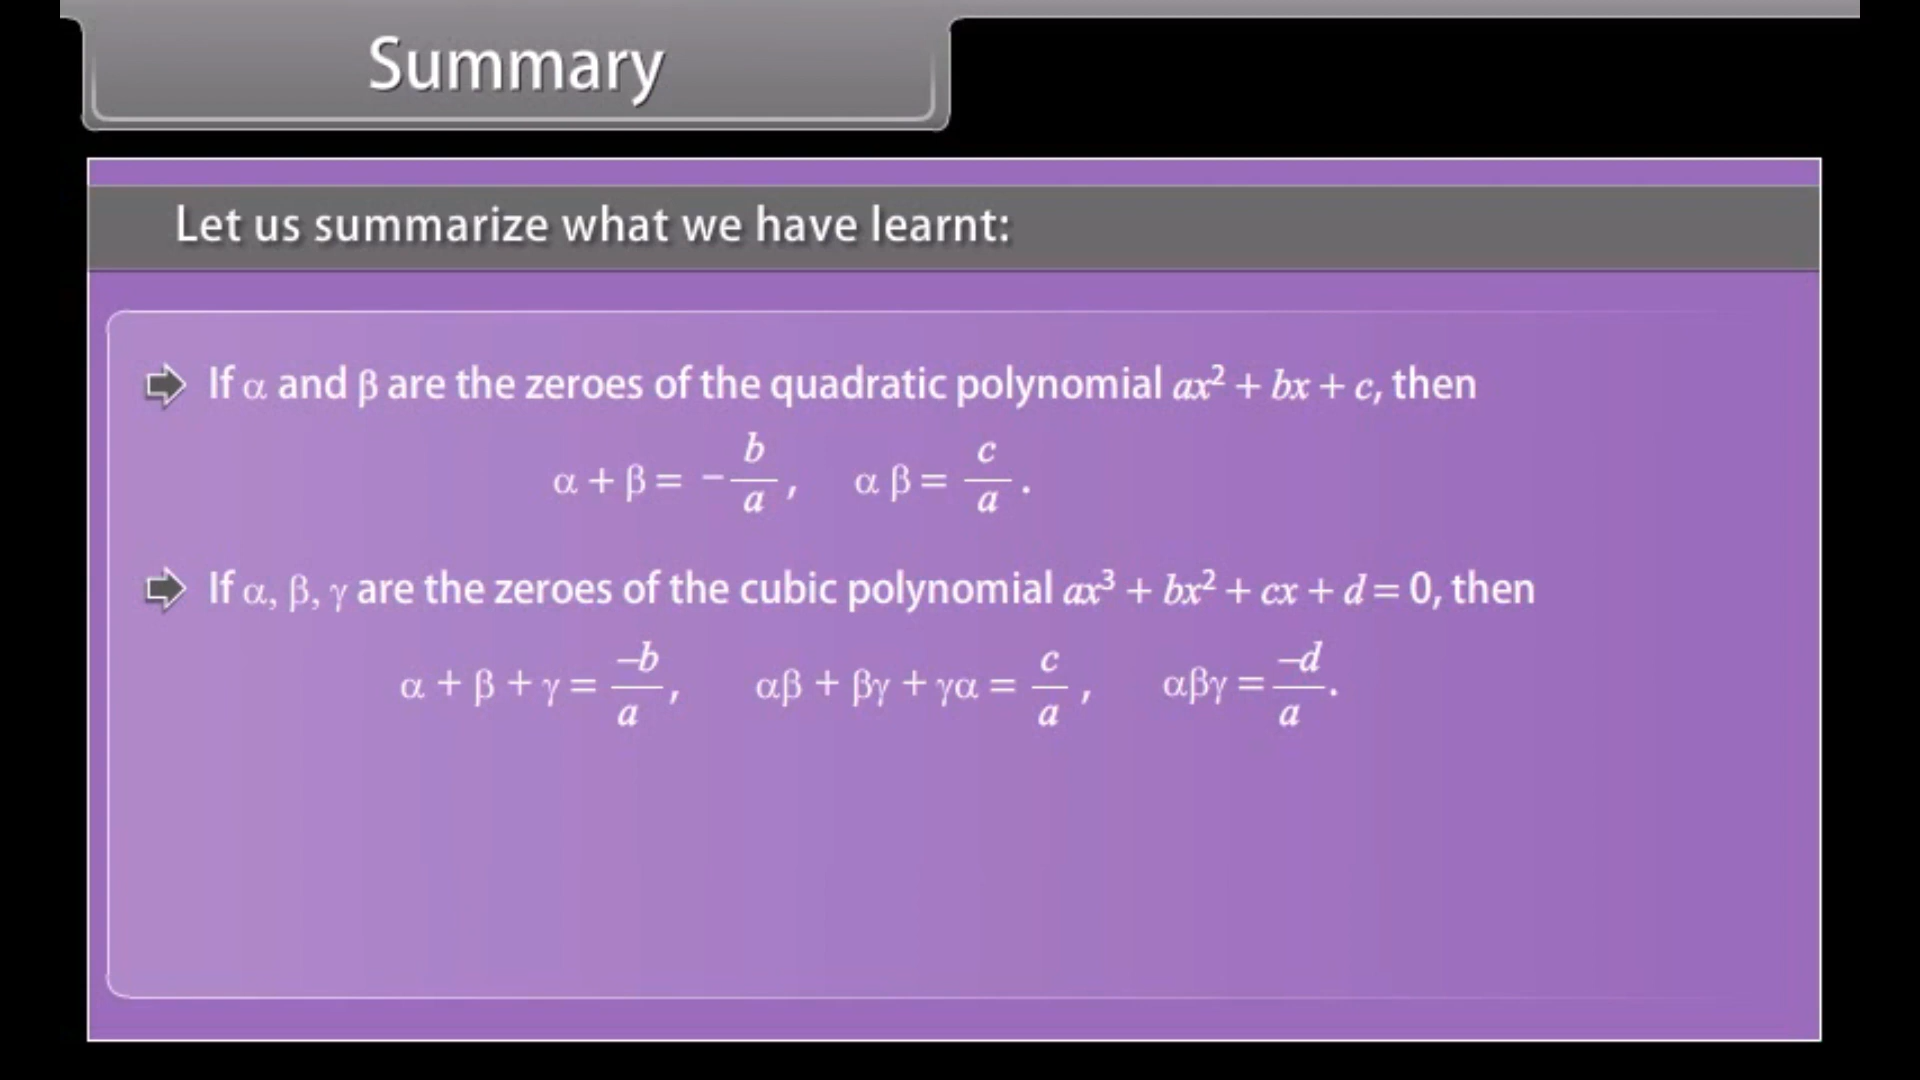 Summary
Let us summarize what we have learnt:
If α and β are the zeroes of the quadratic polynomial ax² + bx + c, then
α + β = −b/a, α β = c/a.
If α, β, γ are the zeroes of the cubic polynomial ax³ + bx² + cx + d = 0, then
α + β + γ = −b/a, αβ + βγ + γα = c/a, αβγ = −d/a.